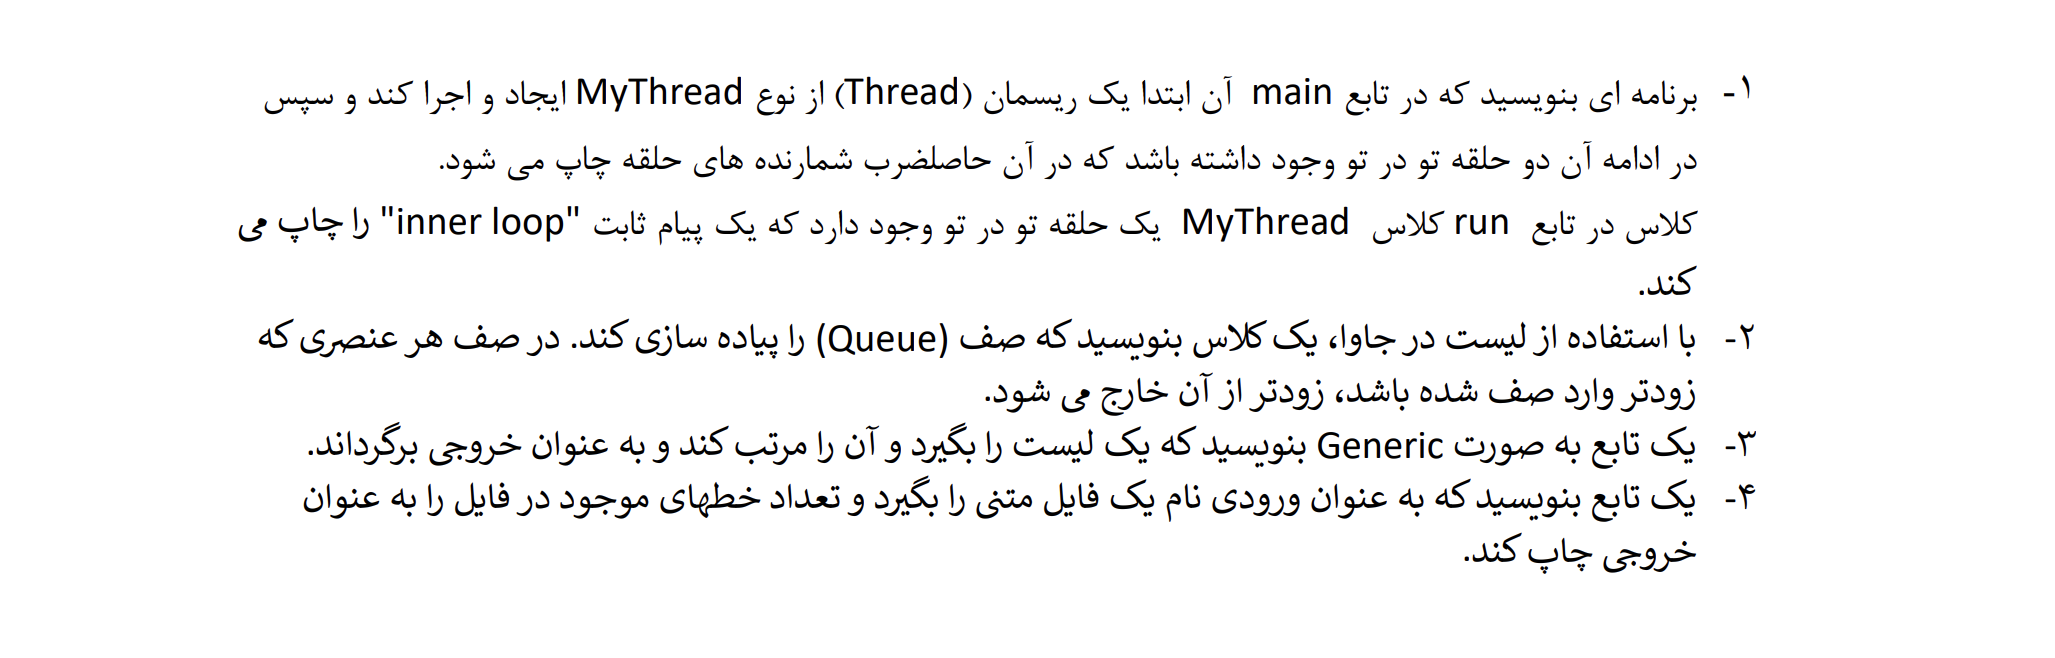 ۱- برنامه ای بنویسید که در تابع main آن ابتدا یک ریسمان (Thread) از نوع MyThread ایجاد و اجرا کند و سپس
در ادامه آن دو حلقه تو در تو وجود داشته باشد که در آن حاصلضرب شمارنده های حلقه چاپ می شود.
کلاس در تابع run کلاس MyThread یک حلقه تو در تو وجود دارد که یک پیام ثابت "inner loop" را چاپ می
کند.
۲- با استفاده از لیست در جاوا، یک کلاس بنویسید که صف (Queue) را پیاده سازی کند. در صف هر عنصری که
زودتر وارد صف شده باشد، زودتر از آن خارج می شود.
۳- یک تابع به صورت Generic بنویسید که یک لیست را بگیرد و آن را مرتب کند و به عنوان خروجی برگرداند.
۴- یک تابع بنویسید که به عنوان ورودی نام یک فایل متنی را بگیرد و تعداد خطهای موجود در فایل را به عنوان
خروجی چاپ کند.